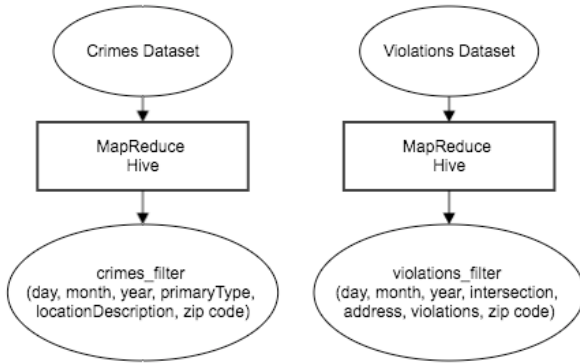 Crimes Dataset
MapReduce
Hive
crimes_filter
(day, month, year, primaryType,
locationDescription, zip code)
Violations Dataset
MapReduce
Hive
violations_filter
(day, month, year, intersection,
address, violations, zip code)